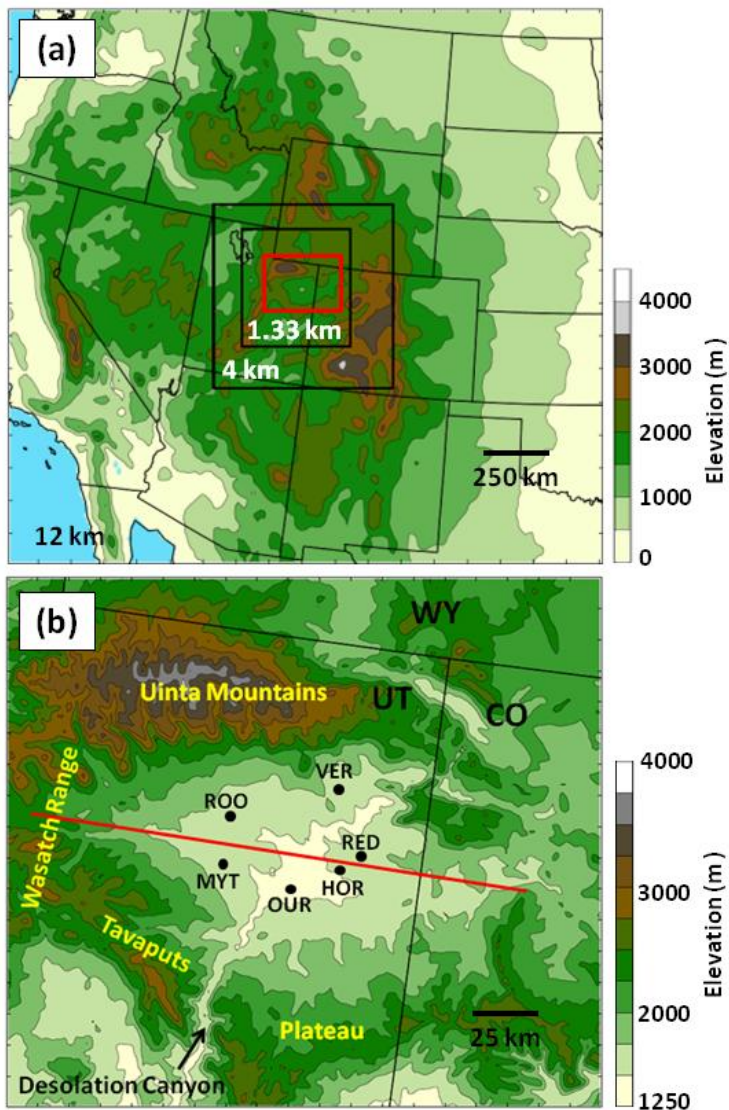 (a)
1.33 km
4 km
250 km
12 km
4000
3000
2000
1000
0
Elevation (m)
(b)
WY
Uinta Mountains
UT
CO
Wasatch Range
VER
ROO
RED
MYT
HOR
OUR
Tavaputs
Plateau
25 km
Desolation Canyon
4000
3000
2000
1250
Elevation (m)